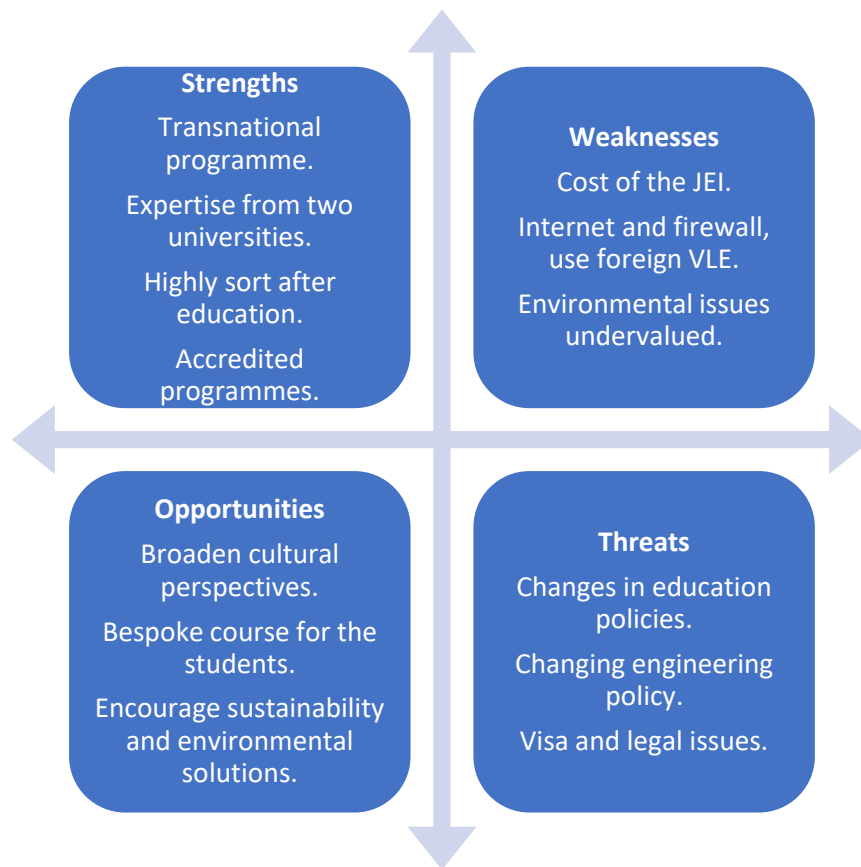 Strengths
Transnational
programme.
Expertise from two
universities.
Highly sort after
education.
Accredited
programmes.
Weaknesses
Cost of the JEI.
Internet and firewall,
use foreign VLE.
Environmental issues
undervalued.
Opportunities
Broaden cultural
perspectives.
Bespoke course for the
students.
Encourage sustainability
and environmental
solutions.
Threats
Changes in education
policies.
Changing engineering
policy.
Visa and legal issues.